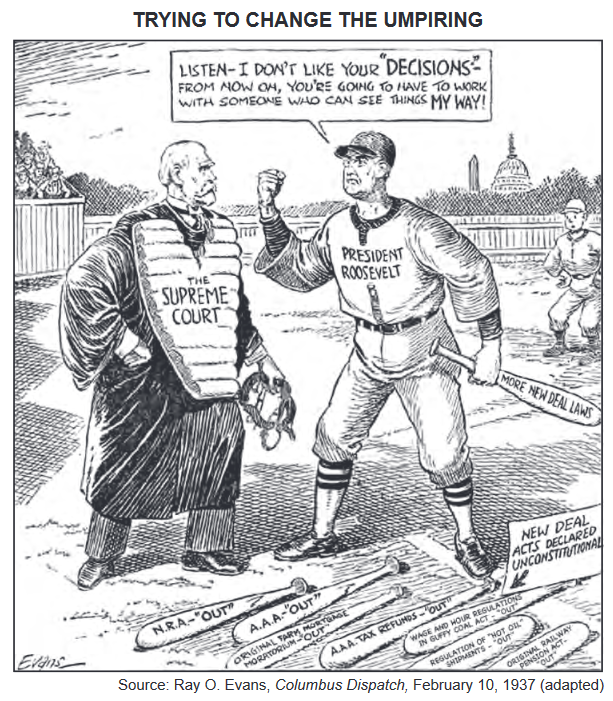 TRYING TO CHANGE THE UMPIRING
LISTEN-I DON'T LIKE YOUR "DECISIONS"-
FROM NOW ON, YOU'RE GOING TO HAVE TO WORK
WITH SOMEONE WHO CAN SEE THINGS MY WAY!
THE
SUPREME
COURT
PRESIDENT
ROOSEVELT
MORE NEW DEAL LAWS
NEW DEAL
ACTS DECLARED
UNCONSTITUTIONAL
N.R.A.-"OUT"
A.A.A.-"OUT"
ORIGINAL FARM MORTGAGE
MORATORIUM-"OUT"
A.A.A. TAX REFUNDS-"OUT"
WAGE AND HOUR REGULATIONS
IN GUFFY COAL ACT-"OUT"
REGULATION OF "HOT OIL"
SHIPMENTS-"OUT"
ORIGINAL RAILWAY
PENSION ACT-
"OUT"
Evans
Source: Ray O. Evans, Columbus Dispatch, February 10, 1937 (adapted)